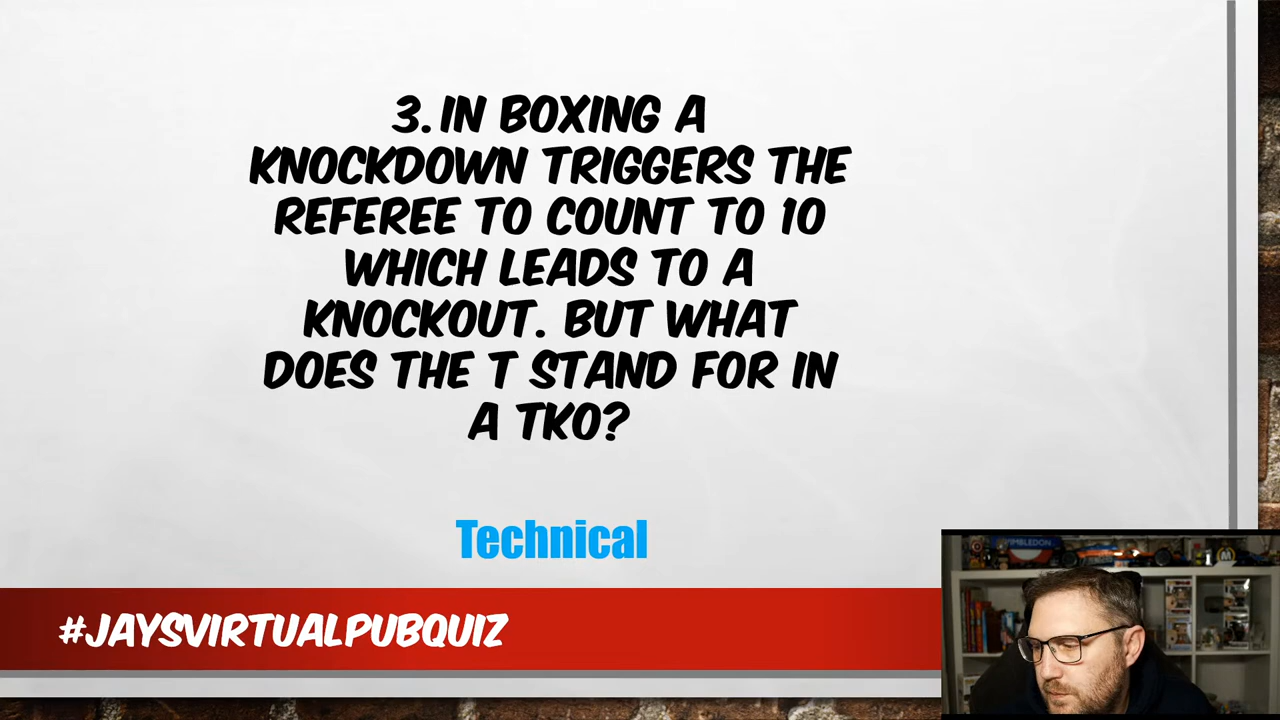 3. IN BOXING A
KNOCKDOWN TRIGGERS THE
REFEREE TO COUNT TO 10
WHICH LEADS TO A
KNOCKOUT. BUT WHAT
DOES THE T STAND FOR IN
A TKO?
Technical
#JAYSVIRTUALPUBQUIZ